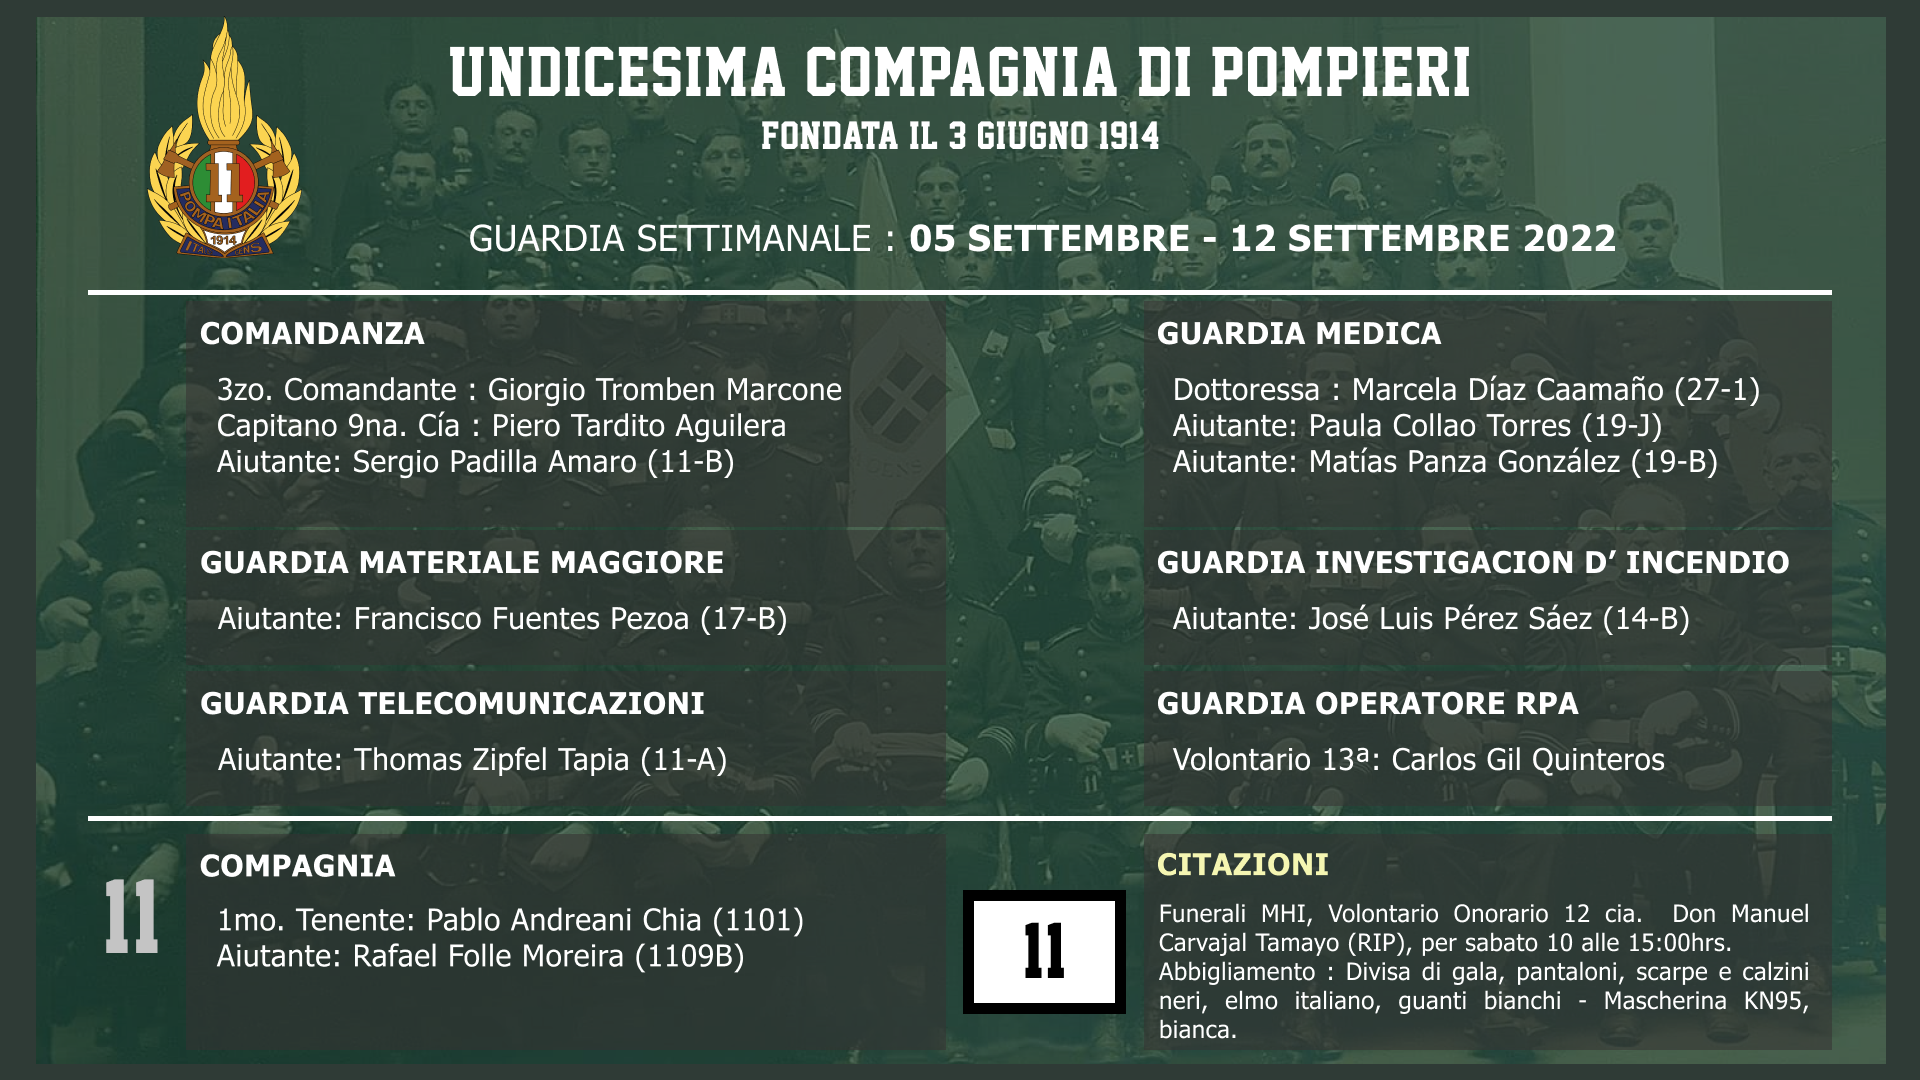 UNDICESIMA COMPAGNIA DI POMPIERI
FONDATA IL 3 GIUGNO 1914
11
POMPA ITALIA
1914
GUARDIA SETTIMANALE : 05 SETTEMBRE - 12 SETTEMBRE 2022
COMANDANZA
3zo. Comandante : Giorgio Tromben Marcone
Capitano 9na. Cía : Piero Tardito Aguilera
Aiutante: Sergio Padilla Amaro (11-B)
GUARDIA MEDICA
Dottoressa : Marcela Díaz Caamaño (27-1)
Aiutante: Paula Collao Torres (19-J)
Aiutante: Matías Panza González (19-B)
GUARDIA MATERIALE MAGGIORE
Aiutante: Francisco Fuentes Pezoa (17-B)
GUARDIA INVESTIGACION D’ INCENDIO
Aiutante: José Luis Pérez Sáez (14-B)
GUARDIA TELECOMUNICAZIONI
Aiutante: Thomas Zipfel Tapia (11-A)
GUARDIA OPERATORE RPA
Volontario 13ª: Carlos Gil Quinteros
11
COMPAGNIA
1mo. Tenente: Pablo Andreani Chia (1101)
Aiutante: Rafael Folle Moreira (1109B)
11
CITAZIONI
Funerali MHI, Volontario Onorario 12 cia. Don Manuel
Carvajal Tamayo (RIP), per sabato 10 alle 15:00hrs.
Abbigliamento : Divisa di gala, pantaloni, scarpe e calzini
neri, elmo italiano, guanti bianchi - Mascherina KN95,
bianca.